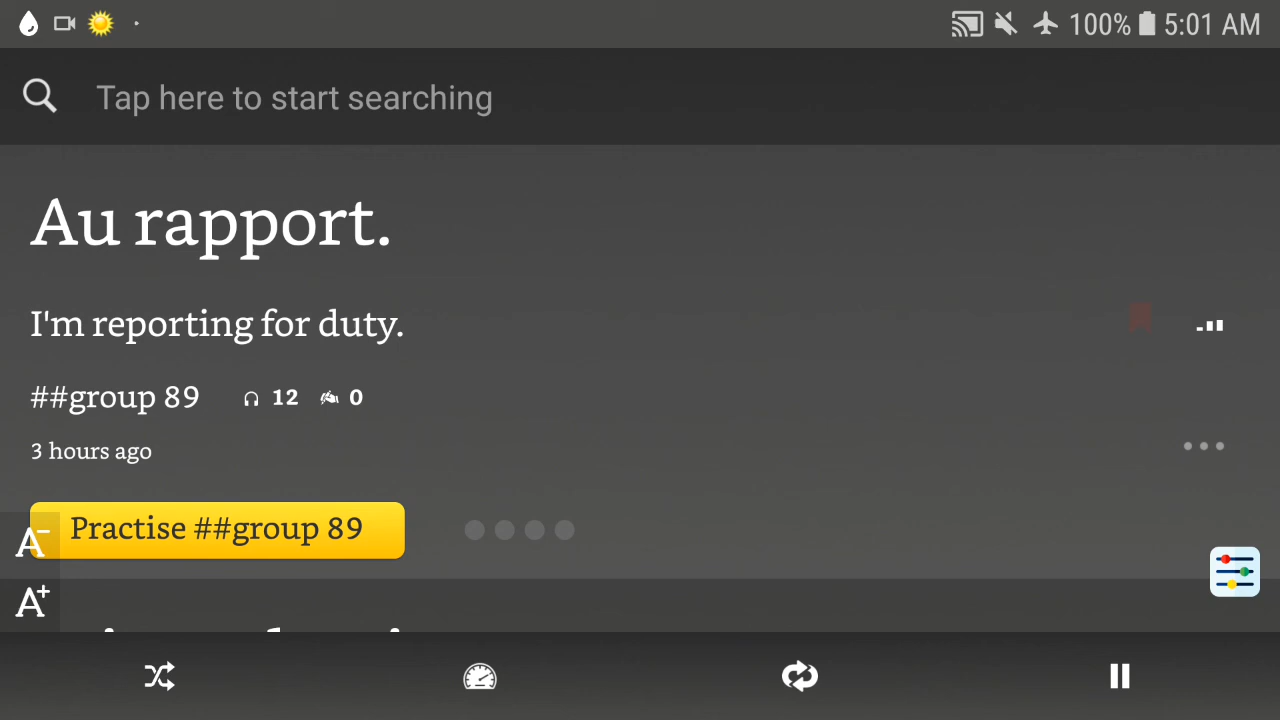 100% 5:01 AM
Tap here to start searching
Au rapport.
I'm reporting for duty.
##group 89 12 0
3 hours ago
Practise ##group 89
A-
A+